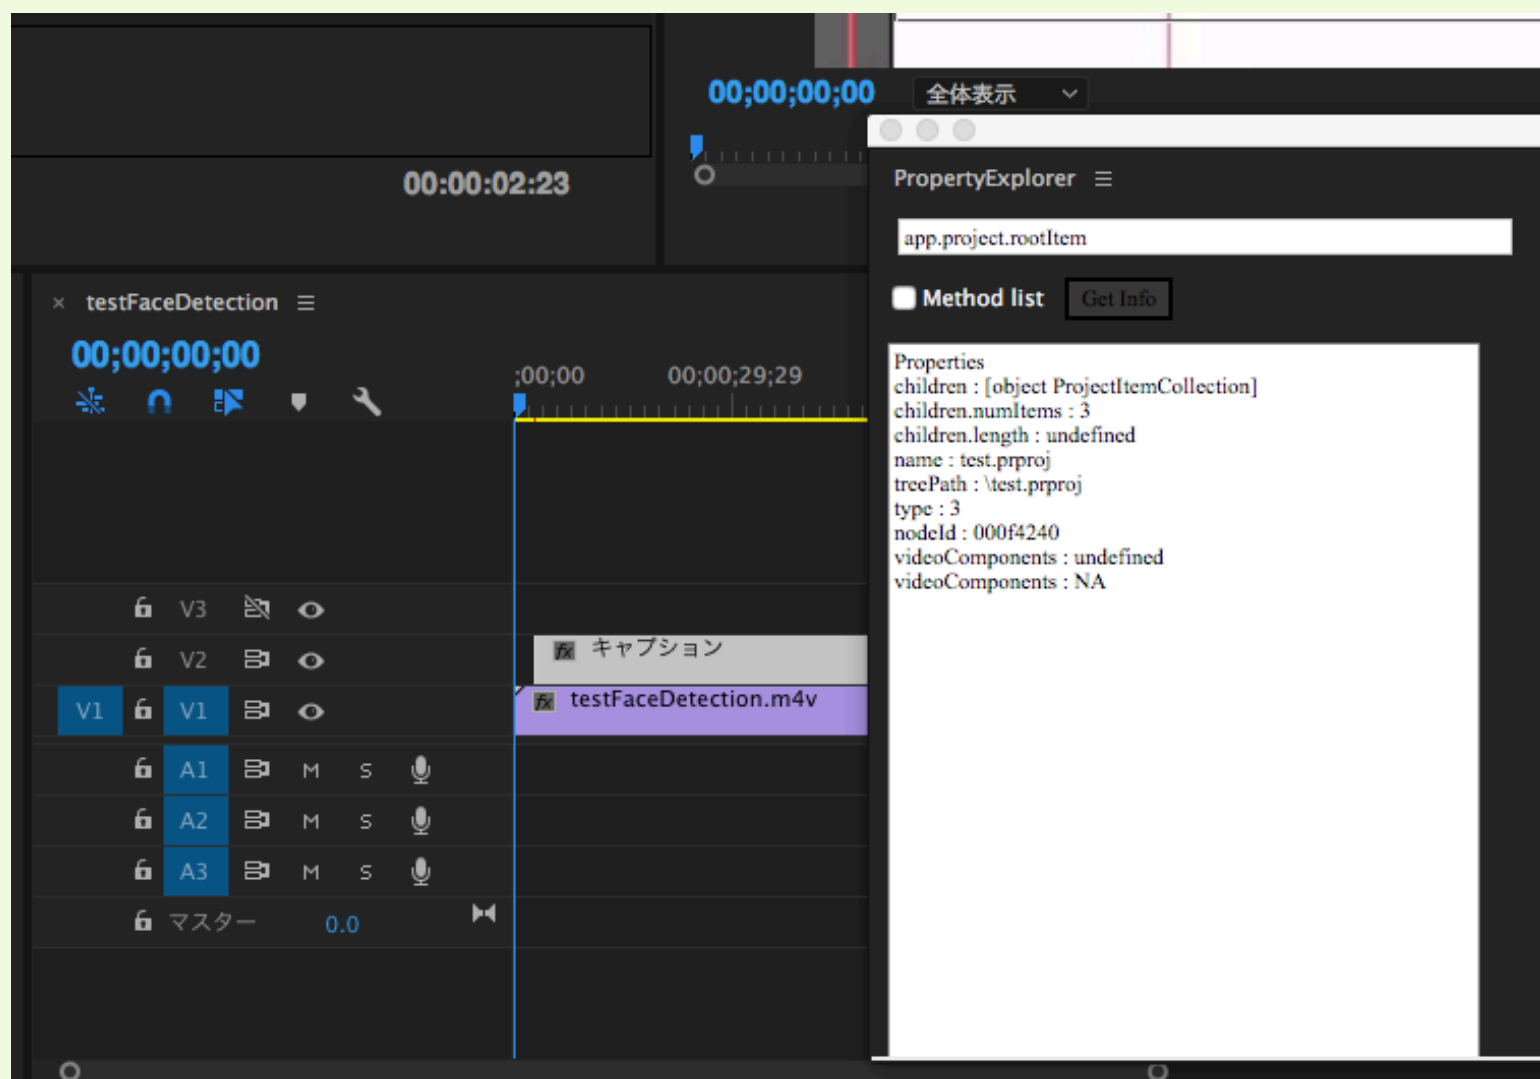 00;00;00;00 全体表示
00:00:02:23
PropertyExplorer
app.project.rootItem
Method list Get Info
Properties
children : [object ProjectItemCollection]
children.numItems : 3
children.length : undefined
name : test.prproj
treePath : \test.prproj
type : 3
nodeId : 000f4240
videoComponents : undefined
videoComponents : NA
× testFaceDetection
00;00;00;00
;00;00 00;00;29;29
V3
V2
fx キャプション
V1 V1
fx testFaceDetection.m4v
A1 M S
A2 M S
A3 M S
マスター 0.0